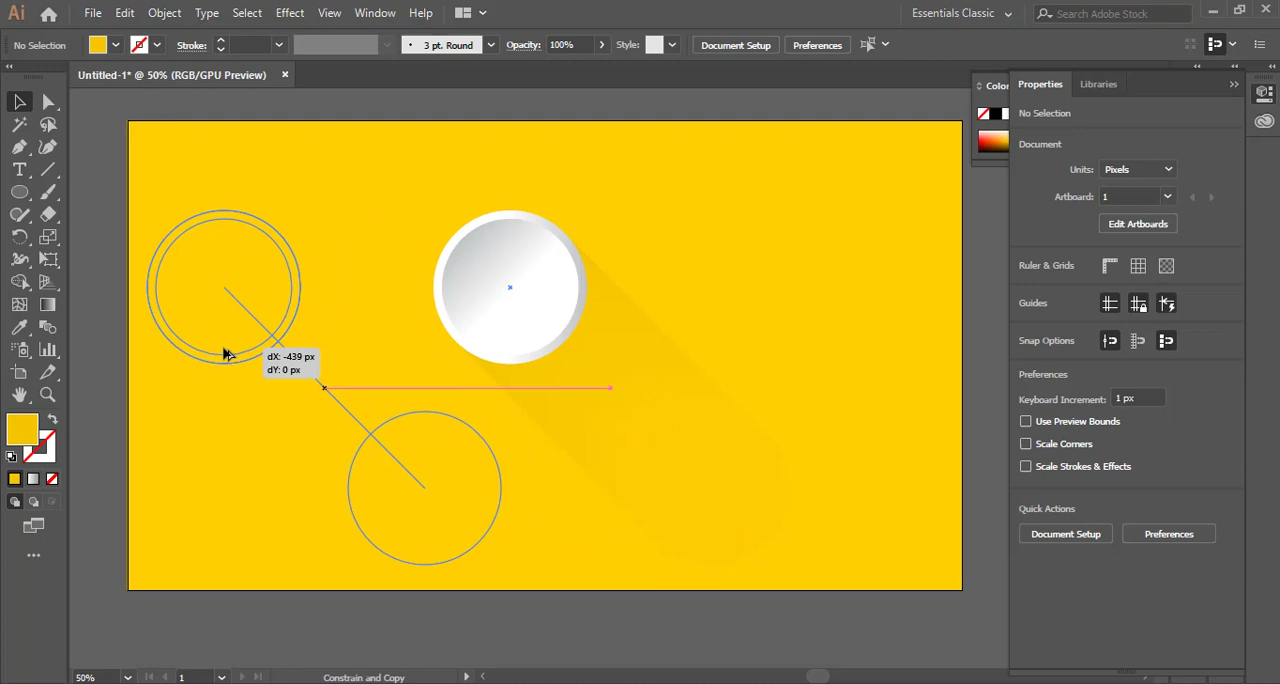 Ai File Edit Object Type Select Effect View Window Help Essentials Classic Search Adobe Stock
No Selection Stroke: 3 pt. Round Opacity: 100% Style: Document Setup Preferences
Untitled-1* @ 50% (RGB/GPU Preview)
Color Properties Libraries
No Selection
Document
Units: Pixels
Artboard: 1
Edit Artboards
Ruler & Grids
Guides
Snap Options
dX: -439 px
dY: 0 px
Preferences
Keyboard Increment: 1 px
Use Preview Bounds
Scale Corners
Scale Strokes & Effects
Quick Actions
Document Setup Preferences
50% 1 Constrain and Copy